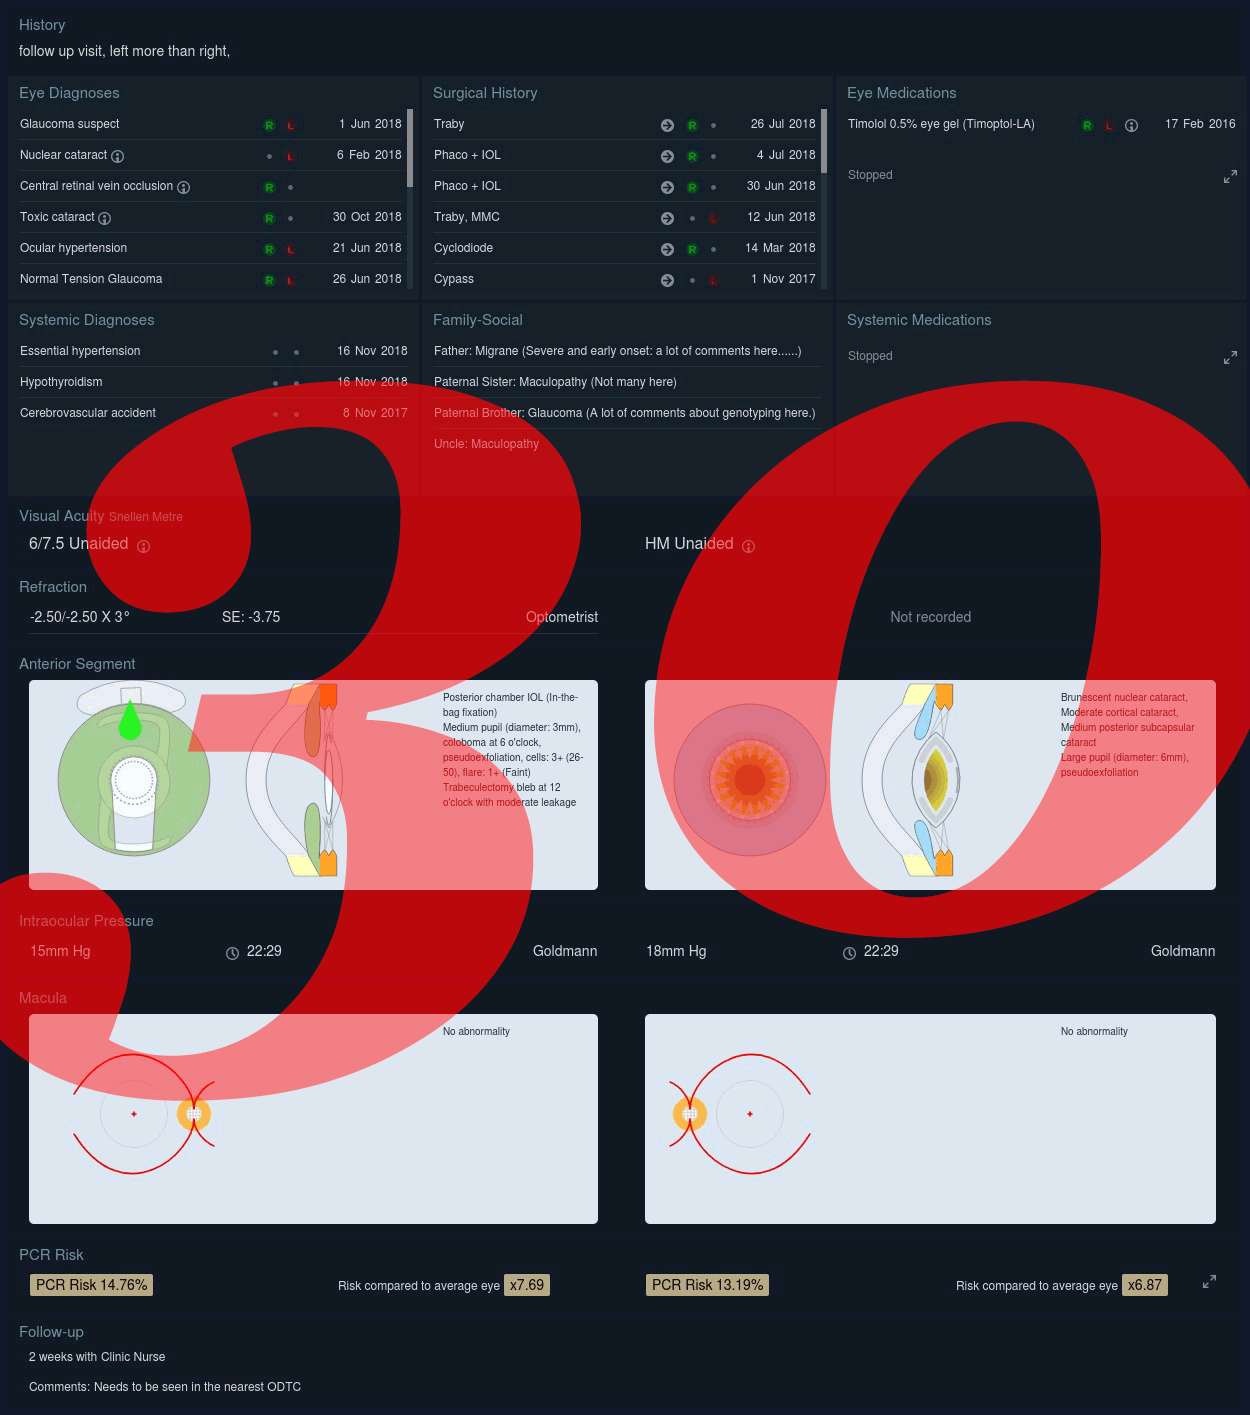 History
follow up visit, left more than right,
Eye Diagnoses
Glaucoma suspect R L 1 Jun 2018
Nuclear cataract L 6 Feb 2018
Central retinal vein occlusion R
Toxic cataract R 30 Oct 2018
Ocular hypertension R L 21 Jun 2018
Normal Tension Glaucoma R L 26 Jun 2018
Surgical History
Traby R 26 Jul 2018
Phaco + IOL R 4 Jul 2018
Phaco + IOL R 30 Jun 2018
Traby, MMC L 12 Jun 2018
Cyclodiode R 14 Mar 2018
Cypass L 1 Nov 2017
Eye Medications
Timolol 0.5% eye gel (Timoptol-LA) R L 17 Feb 2016
Stopped
Systemic Diagnoses
Essential hypertension 16 Nov 2018
Hypothyroidism 16 Nov 2018
Cerebrovascular accident 8 Nov 2017
Family-Social
Father: Migrane (Severe and early onset: a lot of comments here......)
Paternal Sister: Maculopathy (Not many here)
Paternal Brother: Glaucoma (A lot of comments about genotyping here.)
Uncle: Maculopathy
Systemic Medications
Stopped
30
Visual Acuity Snellen Metre
6/7.5 Unaided
HM Unaided
Refraction
-2.50/-2.50 X 3° SE: -3.75 Optometrist
Not recorded
Anterior Segment
Posterior chamber IOL (In-the-
bag fixation)
Medium pupil (diameter: 3mm),
coloboma at 6 o'clock,
pseudoexfoliation, cells: 3+ (26-
50), flare: 1+ (Faint)
Trabeculectomy bleb at 12
o'clock with moderate leakage
Brunescent nuclear cataract,
Moderate cortical cataract,
Medium posterior subcapsular
cataract
Large pupil (diameter: 6mm),
pseudoexfoliation
Intraocular Pressure
15mm Hg 22:29 Goldmann
18mm Hg 22:29 Goldmann
Macula
No abnormality
No abnormality
PCR Risk
PCR Risk 14.76% Risk compared to average eye x7.69
PCR Risk 13.19% Risk compared to average eye x6.87
Follow-up
2 weeks with Clinic Nurse
Comments: Needs to be seen in the nearest ODTC